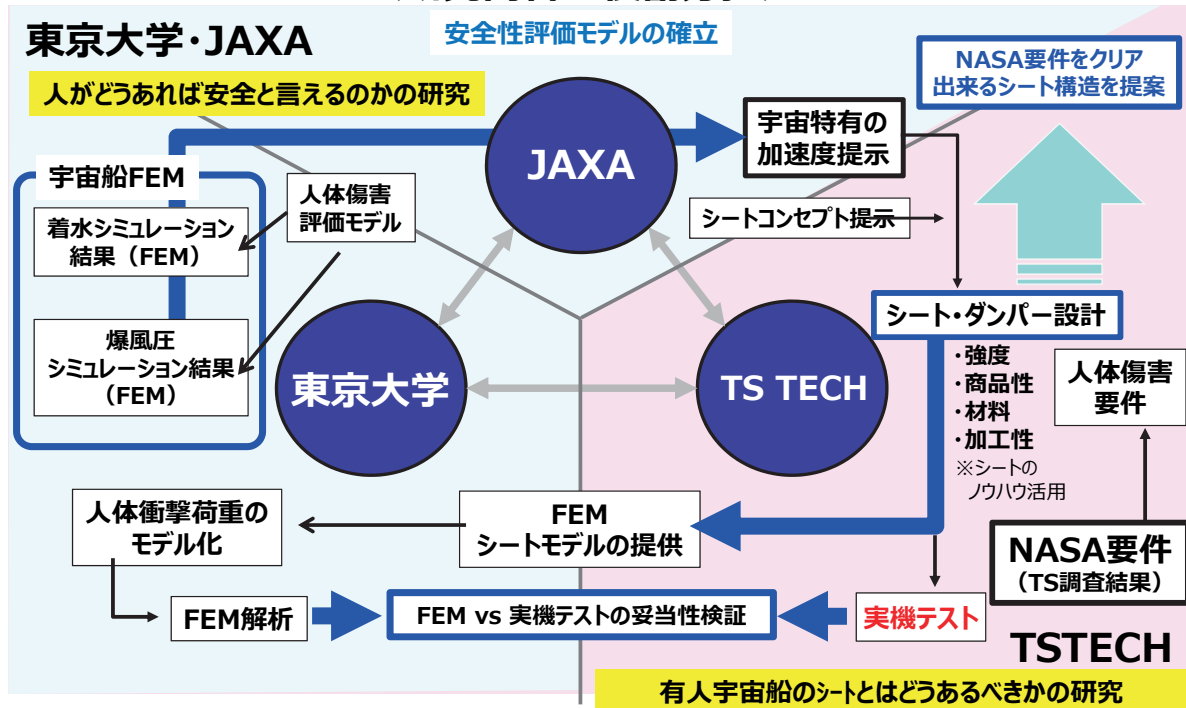 東京大学・JAXA
安全性評価モデルの確立
NASA要件をクリア
出来るシート構造を提案
人がどうあれば安全と言えるのかの研究
JAXA
宇宙特有の
加速度提示
宇宙船FEM
人体傷害
評価モデル
シートコンセプト提示
着水シミュレーション
結果（FEM）
爆風圧
シミュレーション結果
（FEM）
シート・ダンパー設計
・強度
・商品性
・材料
・加工性
※シートの
ノウハウ活用
人体傷害
要件
東京大学
TS TECH
人体衝撃荷重の
モデル化
FEM
シートモデルの提供
NASA要件
（TS調査結果）
FEM解析
FEM vs 実機テストの妥当性検証
実機テスト
TSTECH
有人宇宙船のシートとはどうあるべきかの研究